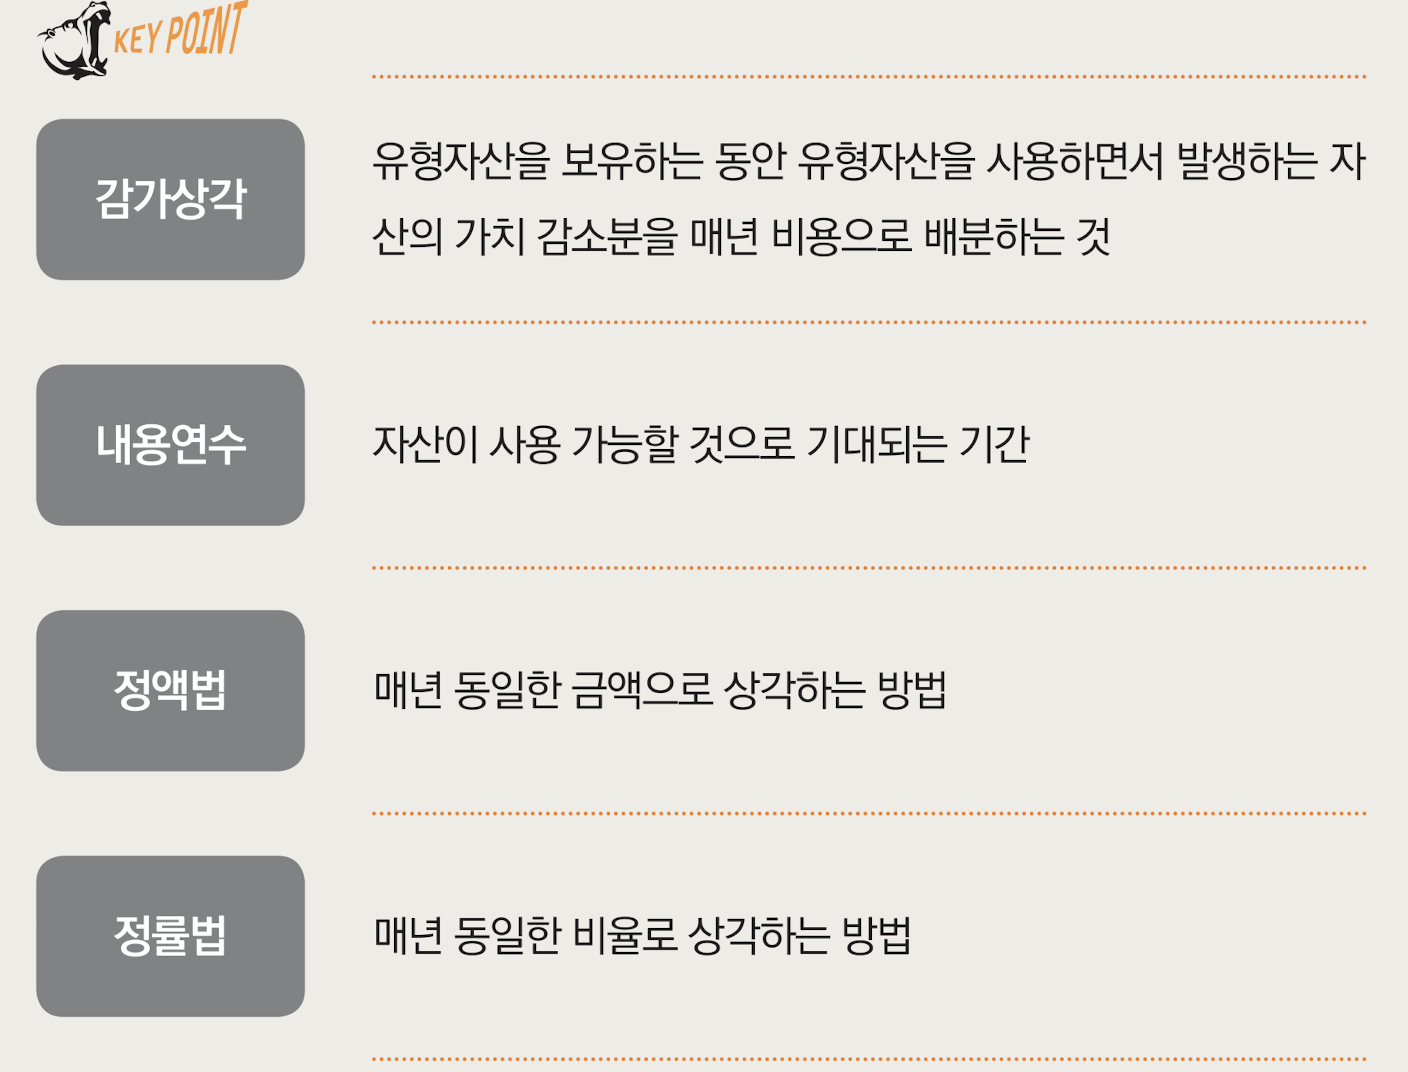 KEY POINT
감가상각
유형자산을 보유하는 동안 유형자산을 사용하면서 발생하는 자
산의 가치 감소분을 매년 비용으로 배분하는 것
내용연수
자산이 사용 가능할 것으로 기대되는 기간
정액법
매년 동일한 금액으로 상각하는 방법
정률법
매년 동일한 비율로 상각하는 방법